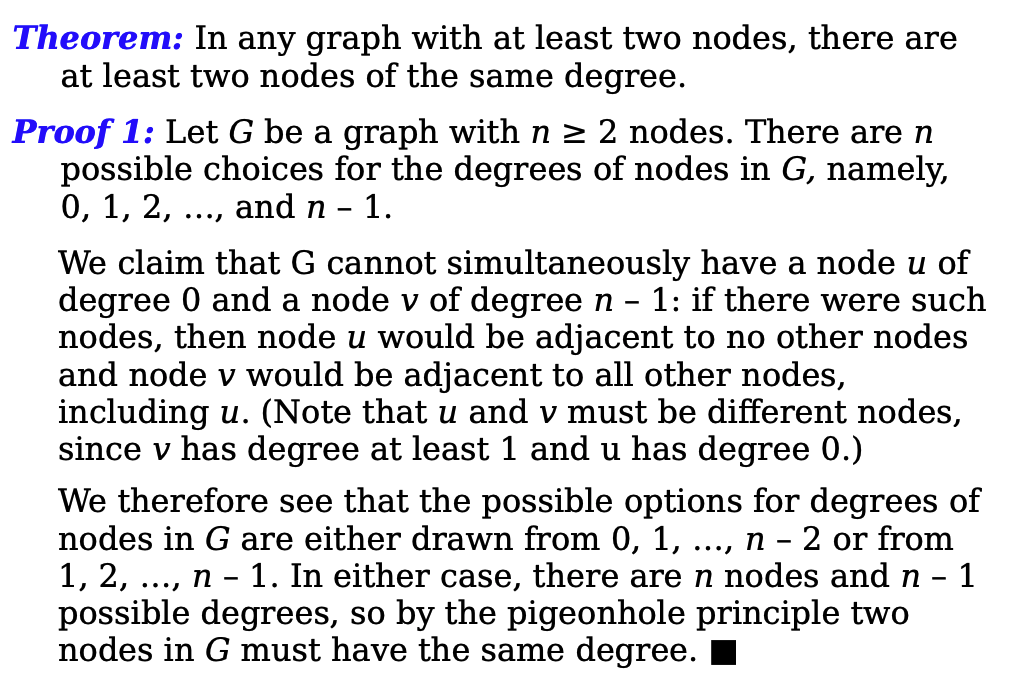 Theorem: In any graph with at least two nodes, there are
at least two nodes of the same degree.
Proof 1: Let G be a graph with n ≥ 2 nodes. There are n
possible choices for the degrees of nodes in G, namely,
0, 1, 2, ..., and n – 1.
We claim that G cannot simultaneously have a node u of
degree 0 and a node v of degree n – 1: if there were such
nodes, then node u would be adjacent to no other nodes
and node v would be adjacent to all other nodes,
including u. (Note that u and v must be different nodes,
since v has degree at least 1 and u has degree 0.)
We therefore see that the possible options for degrees of
nodes in G are either drawn from 0, 1, ..., n – 2 or from
1, 2, ..., n – 1. In either case, there are n nodes and n – 1
possible degrees, so by the pigeonhole principle two
nodes in G must have the same degree. ■